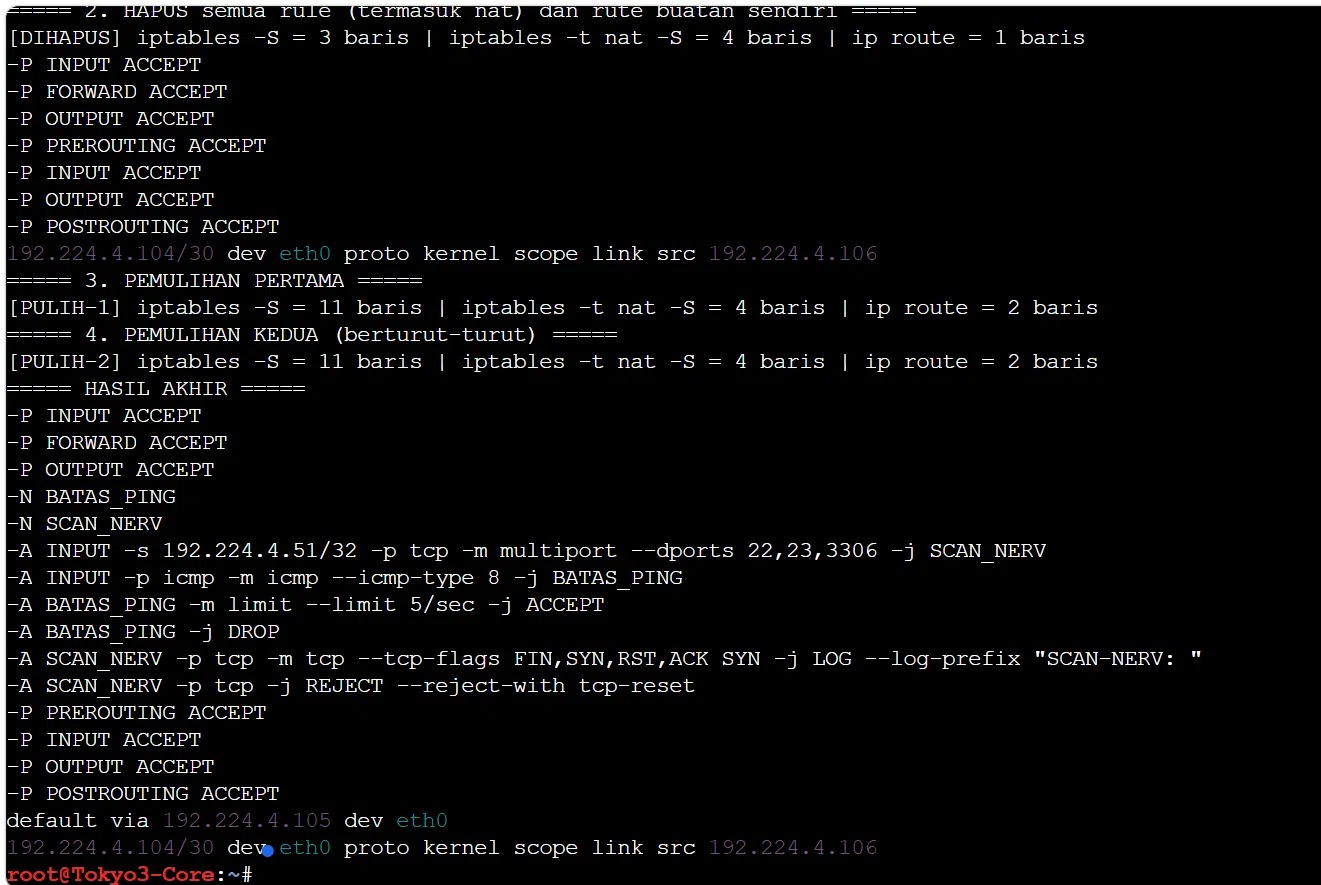 ===== 2. HAPUS semua rule (termasuk nat) dan rute buatan sendiri =====
[DIHAPUS] iptables -S = 3 baris | iptables -t nat -S = 4 baris | ip route = 1 baris
-P INPUT ACCEPT
-P FORWARD ACCEPT
-P OUTPUT ACCEPT
-P PREROUTING ACCEPT
-P INPUT ACCEPT
-P OUTPUT ACCEPT
-P POSTROUTING ACCEPT
192.224.4.104/30 dev eth0 proto kernel scope link src 192.224.4.106
===== 3. PEMULIHAN PERTAMA =====
[PULIH-1] iptables -S = 11 baris | iptables -t nat -S = 4 baris | ip route = 2 baris
===== 4. PEMULIHAN KEDUA (berturut-turut) =====
[PULIH-2] iptables -S = 11 baris | iptables -t nat -S = 4 baris | ip route = 2 baris
===== HASIL AKHIR =====
-P INPUT ACCEPT
-P FORWARD ACCEPT
-P OUTPUT ACCEPT
-N BATAS_PING
-N SCAN_NERV
-A INPUT -s 192.224.4.51/32 -p tcp -m multiport --dports 22,23,3306 -j SCAN_NERV
-A INPUT -p icmp -m icmp --icmp-type 8 -j BATAS_PING
-A BATAS_PING -m limit --limit 5/sec -j ACCEPT
-A BATAS_PING -j DROP
-A SCAN_NERV -p tcp -m tcp --tcp-flags FIN,SYN,RST,ACK SYN -j LOG --log-prefix "SCAN-NERV: "
-A SCAN_NERV -p tcp -j REJECT --reject-with tcp-reset
-P PREROUTING ACCEPT
-P INPUT ACCEPT
-P OUTPUT ACCEPT
-P POSTROUTING ACCEPT
default via 192.224.4.105 dev eth0
192.224.4.104/30 dev eth0 proto kernel scope link src 192.224.4.106
root@Tokyo3-Core:~#